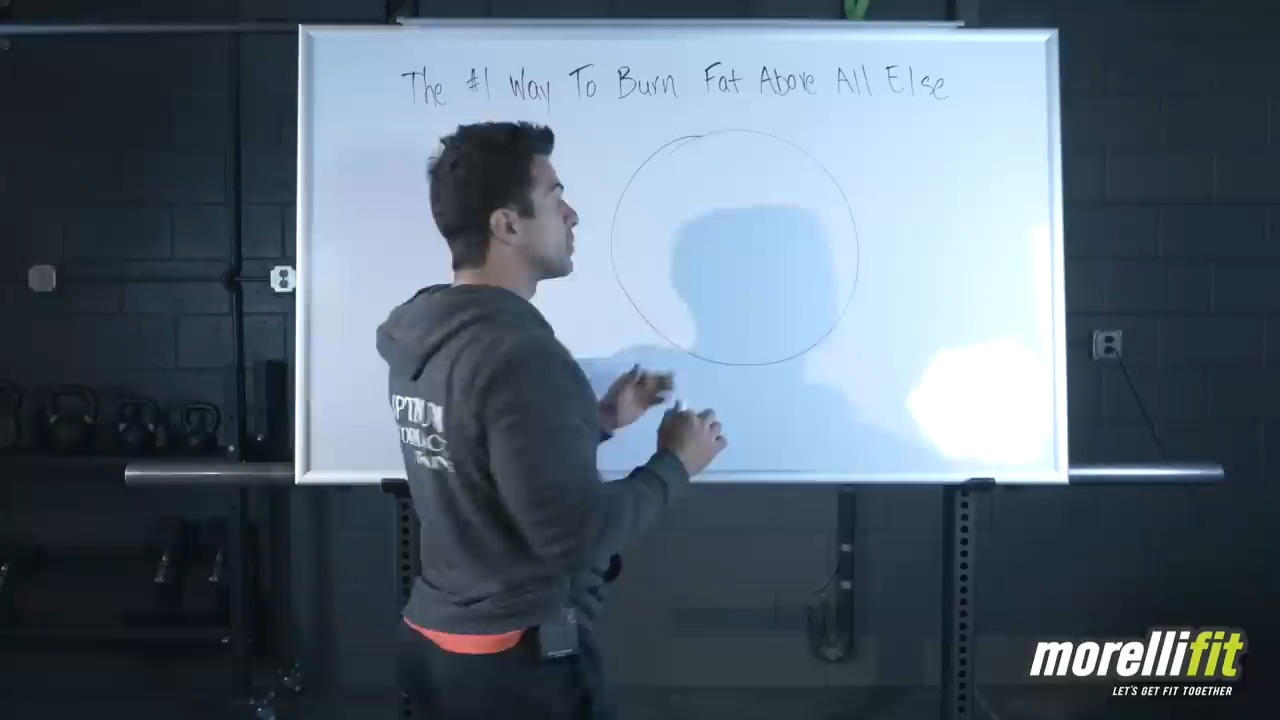 The #1 Way To Burn Fat Above All Else
morellifit
LET'S GET FIT TOGETHER